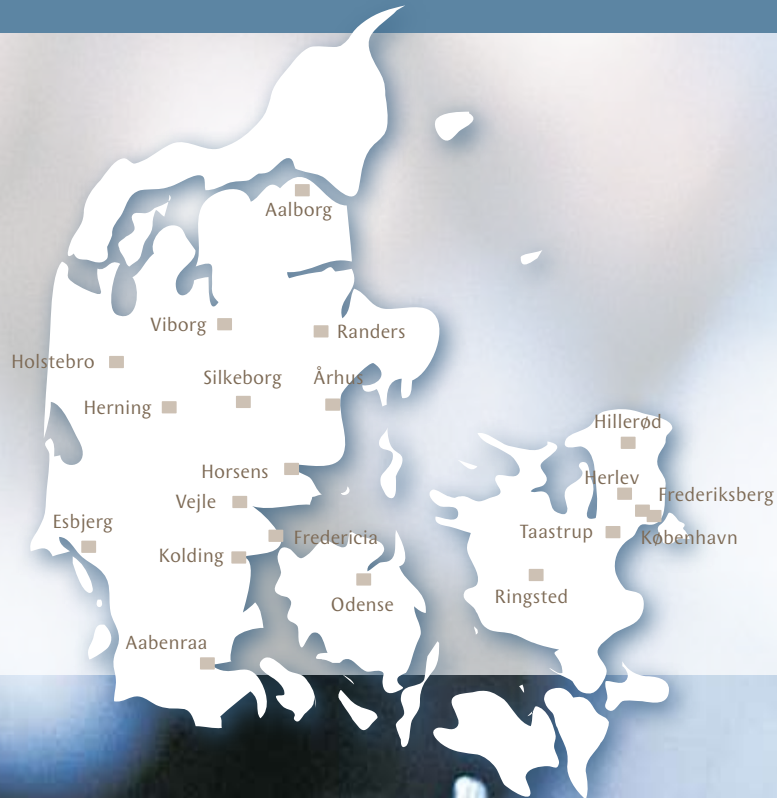 Aalborg
Viborg
Randers
Holstebro
Silkeborg
Århus
Herning
Hillerød
Horsens
Herlev
Vejle
Frederiksberg
Esbjerg
Fredericia
Taastrup
København
Kolding
Ringsted
Odense
Aabenraa